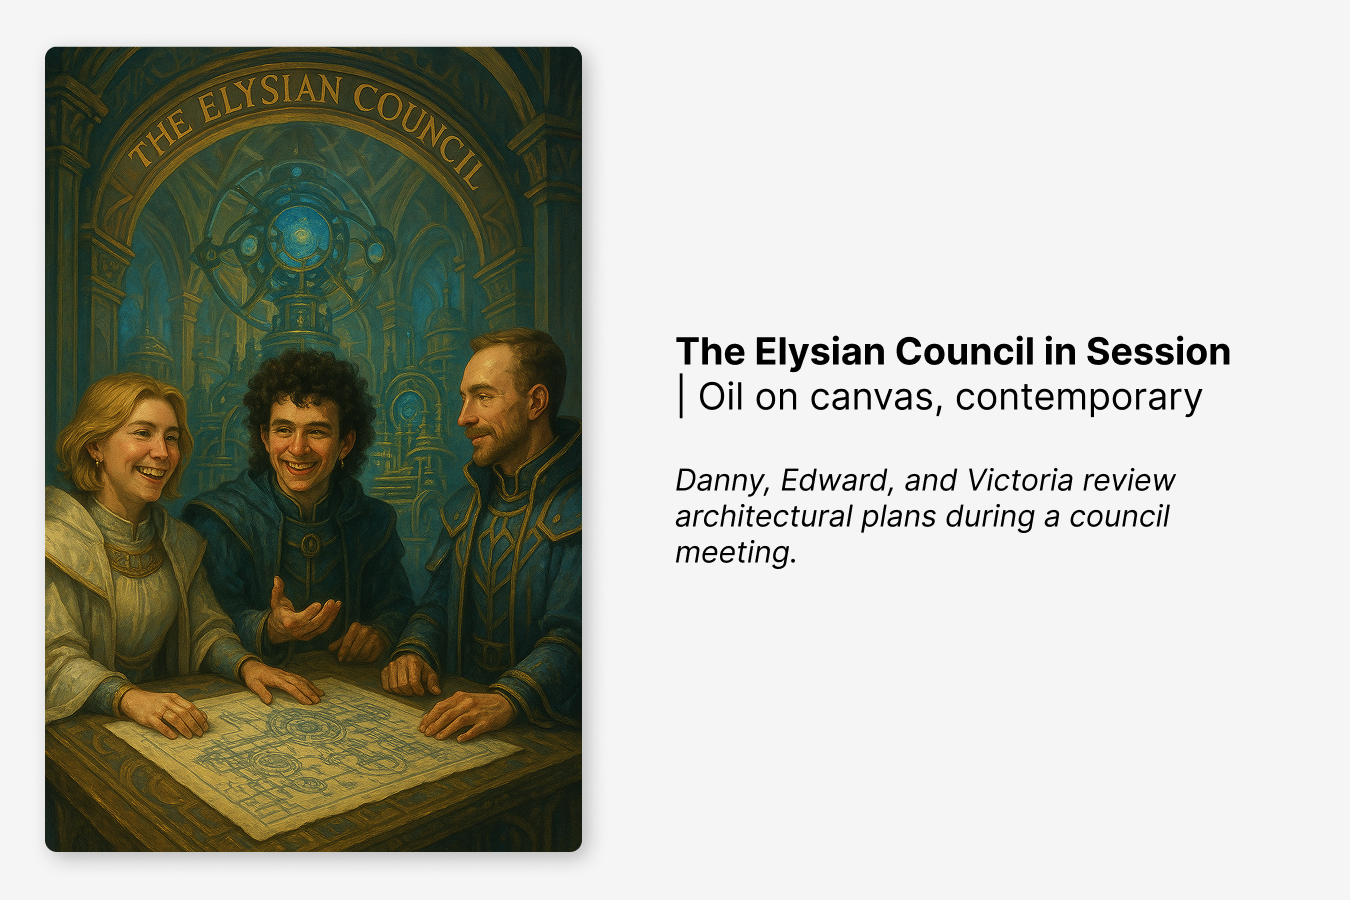 THE ELYSIAN COUNCIL
The Elysian Council in Session
| Oil on canvas, contemporary
Danny, Edward, and Victoria review
architectural plans during a council
meeting.